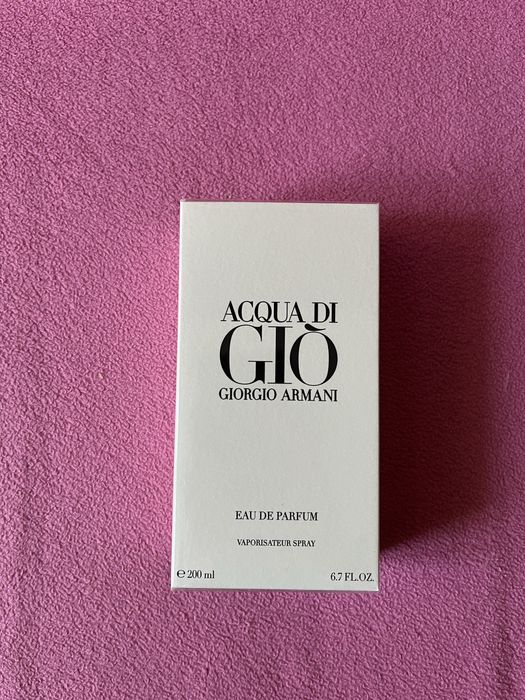 ACQUA DI
GIÒ
GIORGIO ARMANI
EAU DE PARFUM
VAPORISATEUR SPRAY
℮ 200 ml 6.7 FL.OZ.